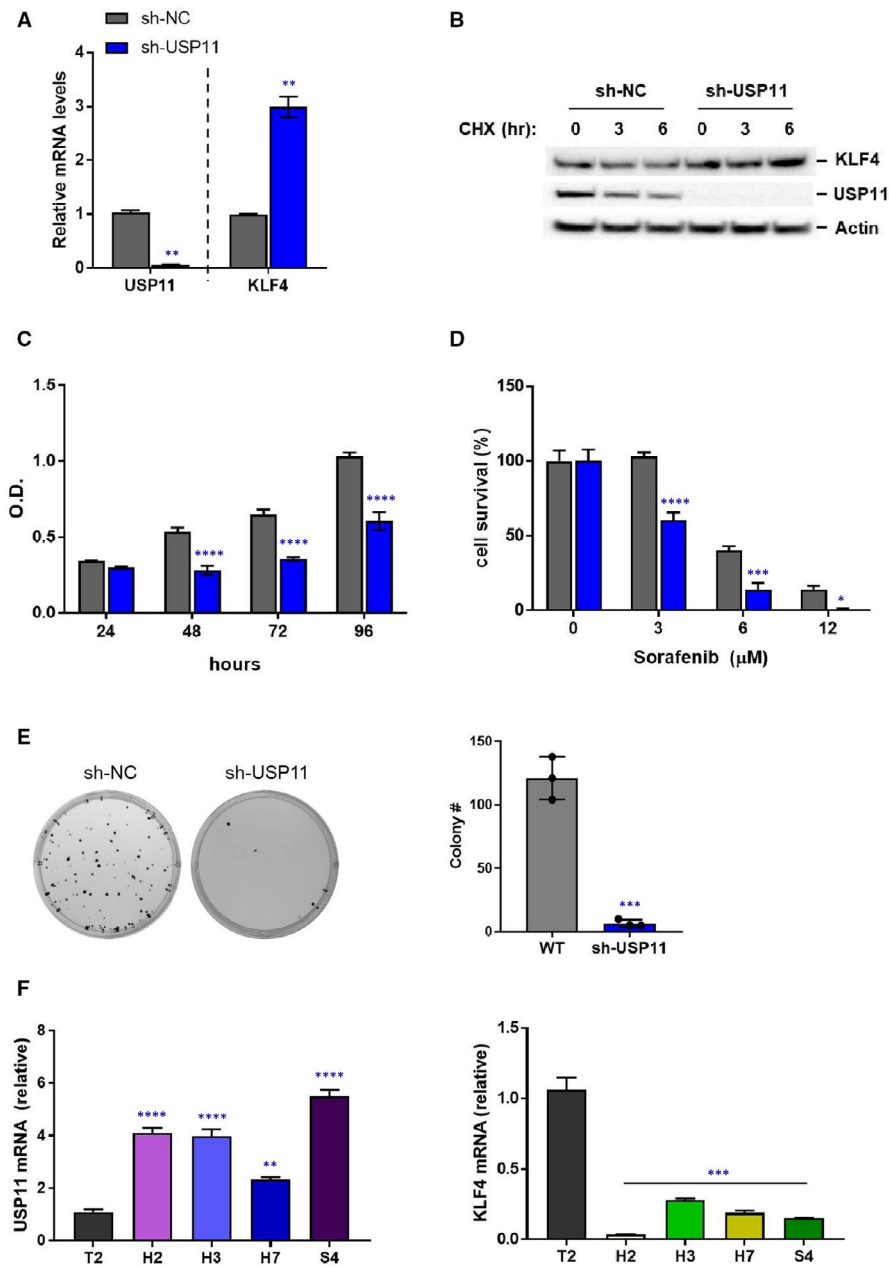 A
sh-NC
sh-USP11
Relative mRNA levels
4
3
2
1
0
**
**
USP11
KLF4
B
sh-NC
sh-USP11
CHX (hr): 0 3 6 0 3 6
– KLF4
– USP11
– Actin
C
O.D.
1.5
1.0
0.5
0.0
****
****
****
24 48 72 96
hours
D
cell survival (%)
150
100
50
0
****
***
*
0 3 6 12
Sorafenib (µM)
E
sh-NC
sh-USP11
Colony #
150
100
50
0
***
WT
sh-USP11
F
USP11 mRNA (relative)
8
6
4
2
0
****
****
**
****
T2 H2 H3 H7 S4
KLF4 mRNA (relative)
1.5
1.0
0.5
0.0
***
T2 H2 H3 H7 S4